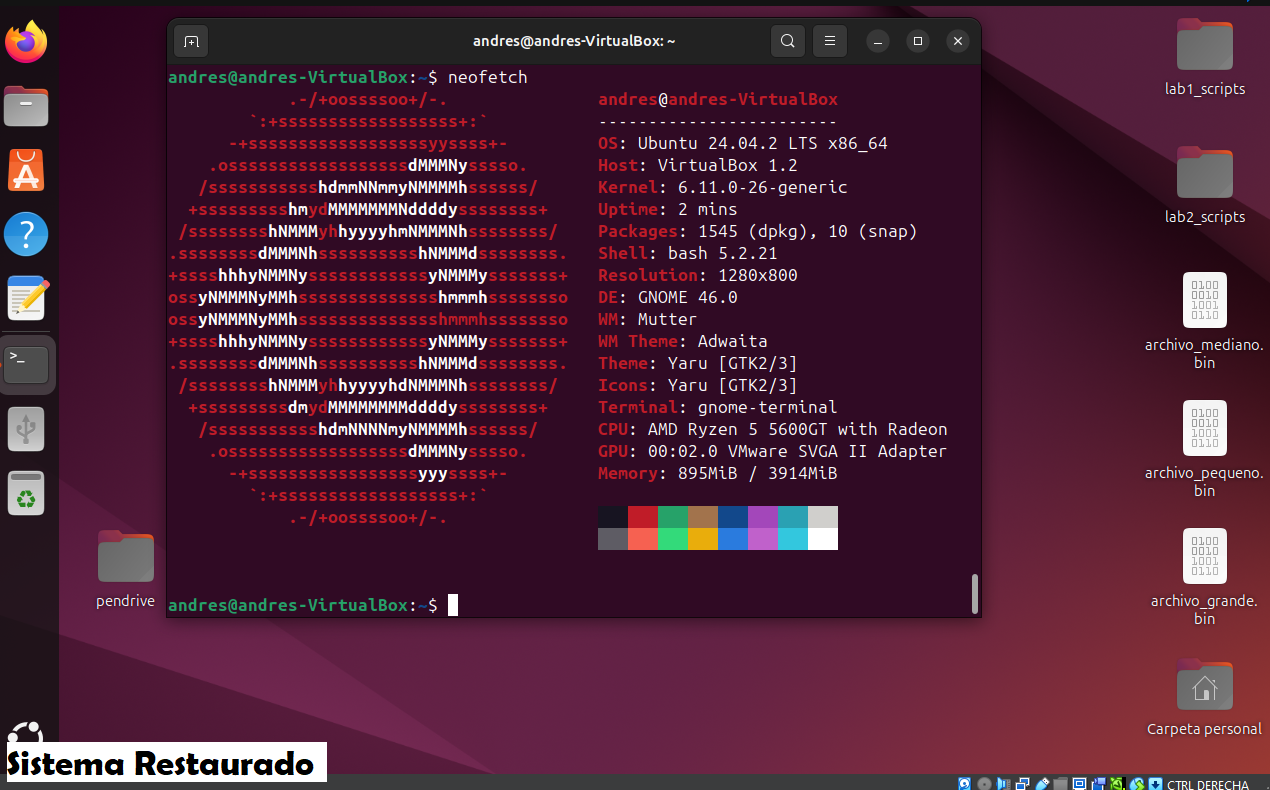 andres@andres-VirtualBox: ~
andres@andres-VirtualBox:~$ neofetch
            .-/+oossssoo+/-.
        `:+ssssssssssssssssss+:`
      -+ssssssssssssssssssyyssss+-
    .ossssssssssssssssssdMMMNysssso.
   /ssssssssssshdmmNNmmyNMMMMhssssss/
  +ssssssssshmydMMMMMMMNddddyssssssss+
 /sssssssshNMMMyhhyyyyhmNMMMNhssssssss/
.ssssssssdMMMNhsssssssssshNMMMdssssssss.
+sssshhhyNMMNyssssssssssssyNMMMysssssss+
ossyNMMMNyMMhsssssssssssssshmmmhssssssso
ossyNMMMNyMMhsssssssssssssshmmmhssssssso
+sssshhhyNMMNyssssssssssssyNMMMysssssss+
.ssssssssdMMMNhsssssssssshNMMMdssssssss.
 /sssssssshNMMMyhhyyyyhdNMMMNhssssssss/
  +sssssssssdmydMMMMMMMMddddyssssssss+
   /ssssssssssshdmNNNNmyNMMMMhssssss/
    .ossssssssssssssssssdMMMNysssso.
      -+sssssssssssssssssyyyssss+-
        `:+ssssssssssssssssss+:`
            .-/+oossssoo+/-.
andres@andres-VirtualBox
------------------------
OS: Ubuntu 24.04.2 LTS x86_64
Host: VirtualBox 1.2
Kernel: 6.11.0-26-generic
Uptime: 2 mins
Packages: 1545 (dpkg), 10 (snap)
Shell: bash 5.2.21
Resolution: 1280x800
DE: GNOME 46.0
WM: Mutter
WM Theme: Adwaita
Theme: Yaru [GTK2/3]
Icons: Yaru [GTK2/3]
Terminal: gnome-terminal
CPU: AMD Ryzen 5 5600GT with Radeon
GPU: 00:02.0 VMware SVGA II Adapter
Memory: 895MiB / 3914MiB
andres@andres-VirtualBox:~$
pendrive
lab1_scripts
lab2_scripts
archivo_mediano.
bin
archivo_pequeno.
bin
archivo_grande.
bin
Carpeta personal
Sistema Restaurado
CTRL DERECHA